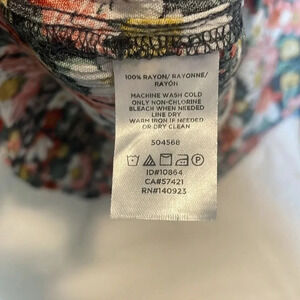 100% RAYON/ RAYONNE/
RAYÓN
MACHINE WASH COLD
ONLY NON-CHLORINE
BLEACH WHEN NEEDED
LINE DRY
WARM IRON IF NEEDED
OR DRY CLEAN
504568
ID#10864
CA#57421
RN#140923